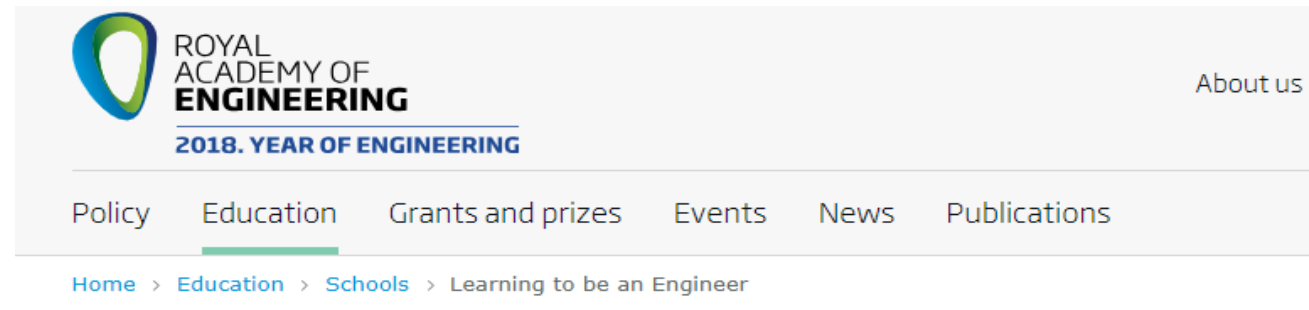 ROYAL
ACADEMY OF
ENGINEERING
2018. YEAR OF ENGINEERING
About us
Policy Education Grants and prizes Events News Publications
Home > Education > Schools > Learning to be an Engineer